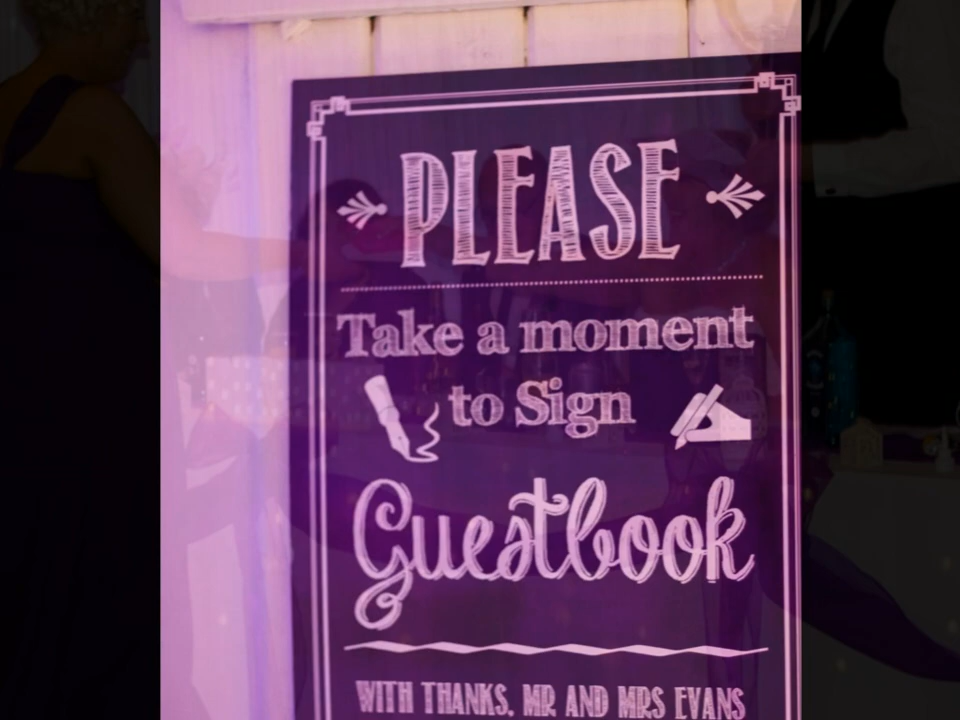 PLEASE
Take a moment
to Sign
Guestbook
WITH THANKS. MR AND MRS EVANS